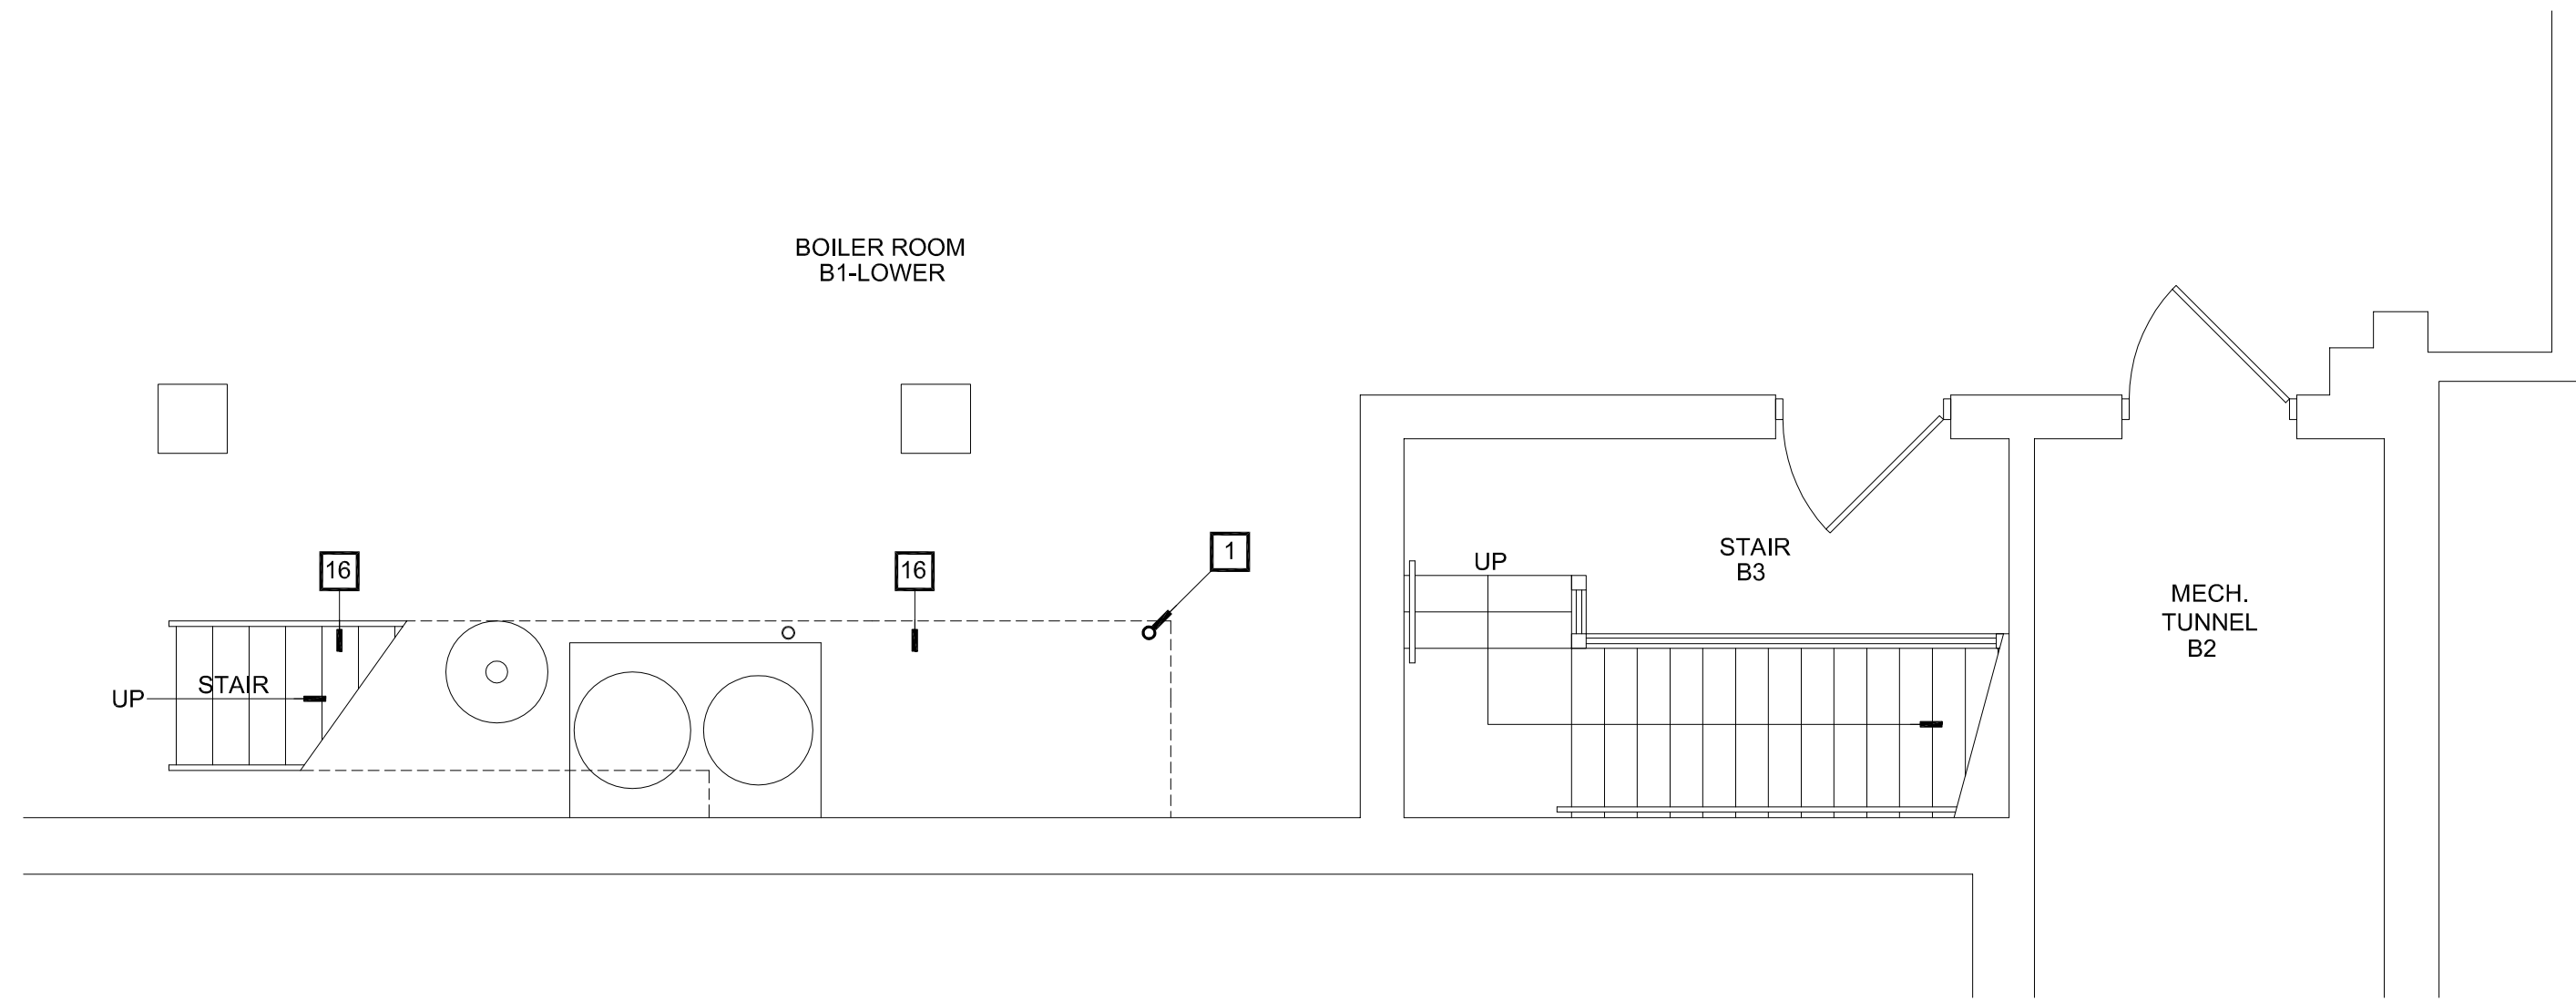 BOILER ROOM
B1-LOWER
16
16
1
UP
STAIR
B3
MECH.
TUNNEL
B2
UP
STAIR